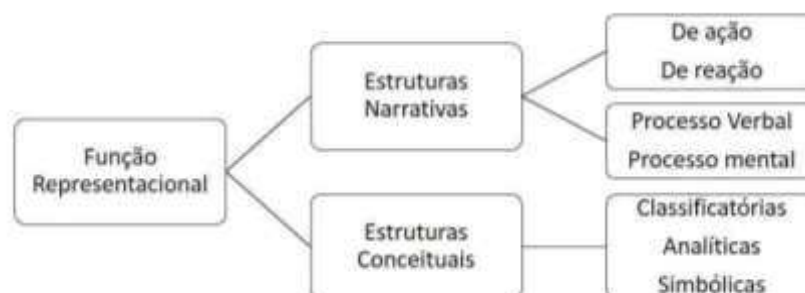 Função
Representacional
Estruturas
Narrativas
De ação
De reação
Processo Verbal
Processo mental
Estruturas
Conceituais
Classificatórias
Analíticas
Simbólicas